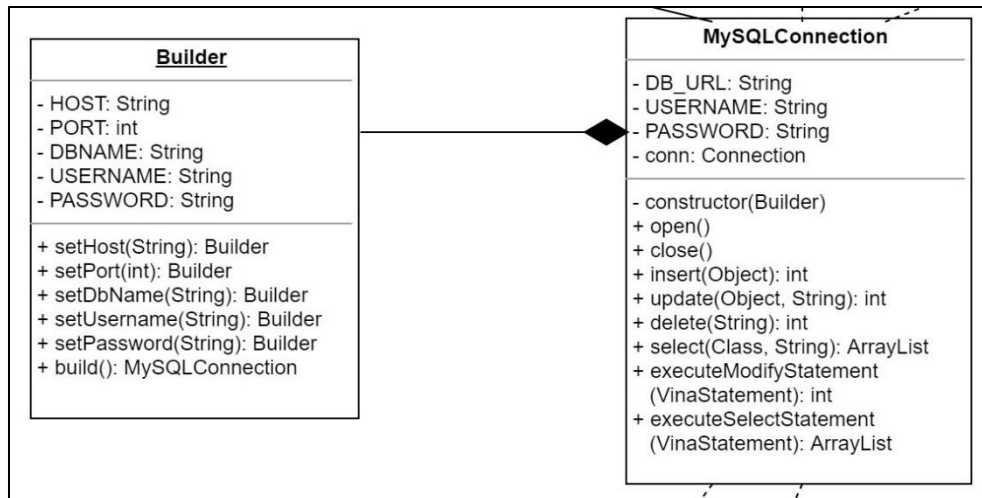 Builder
- HOST: String
- PORT: int
- DBNAME: String
- USERNAME: String
- PASSWORD: String
+ setHost(String): Builder
+ setPort(int): Builder
+ setDbName(String): Builder
+ setUsername(String): Builder
+ setPassword(String): Builder
+ build(): MySQLConnection
MySQLConnection
- DB_URL: String
- USERNAME: String
- PASSWORD: String
- conn: Connection
- constructor(Builder)
+ open()
+ close()
+ insert(Object): int
+ update(Object, String): int
+ delete(String): int
+ select(Class, String): ArrayList
+ executeModifyStatement
(VinaStatement): int
+ executeSelectStatement
(VinaStatement): ArrayList